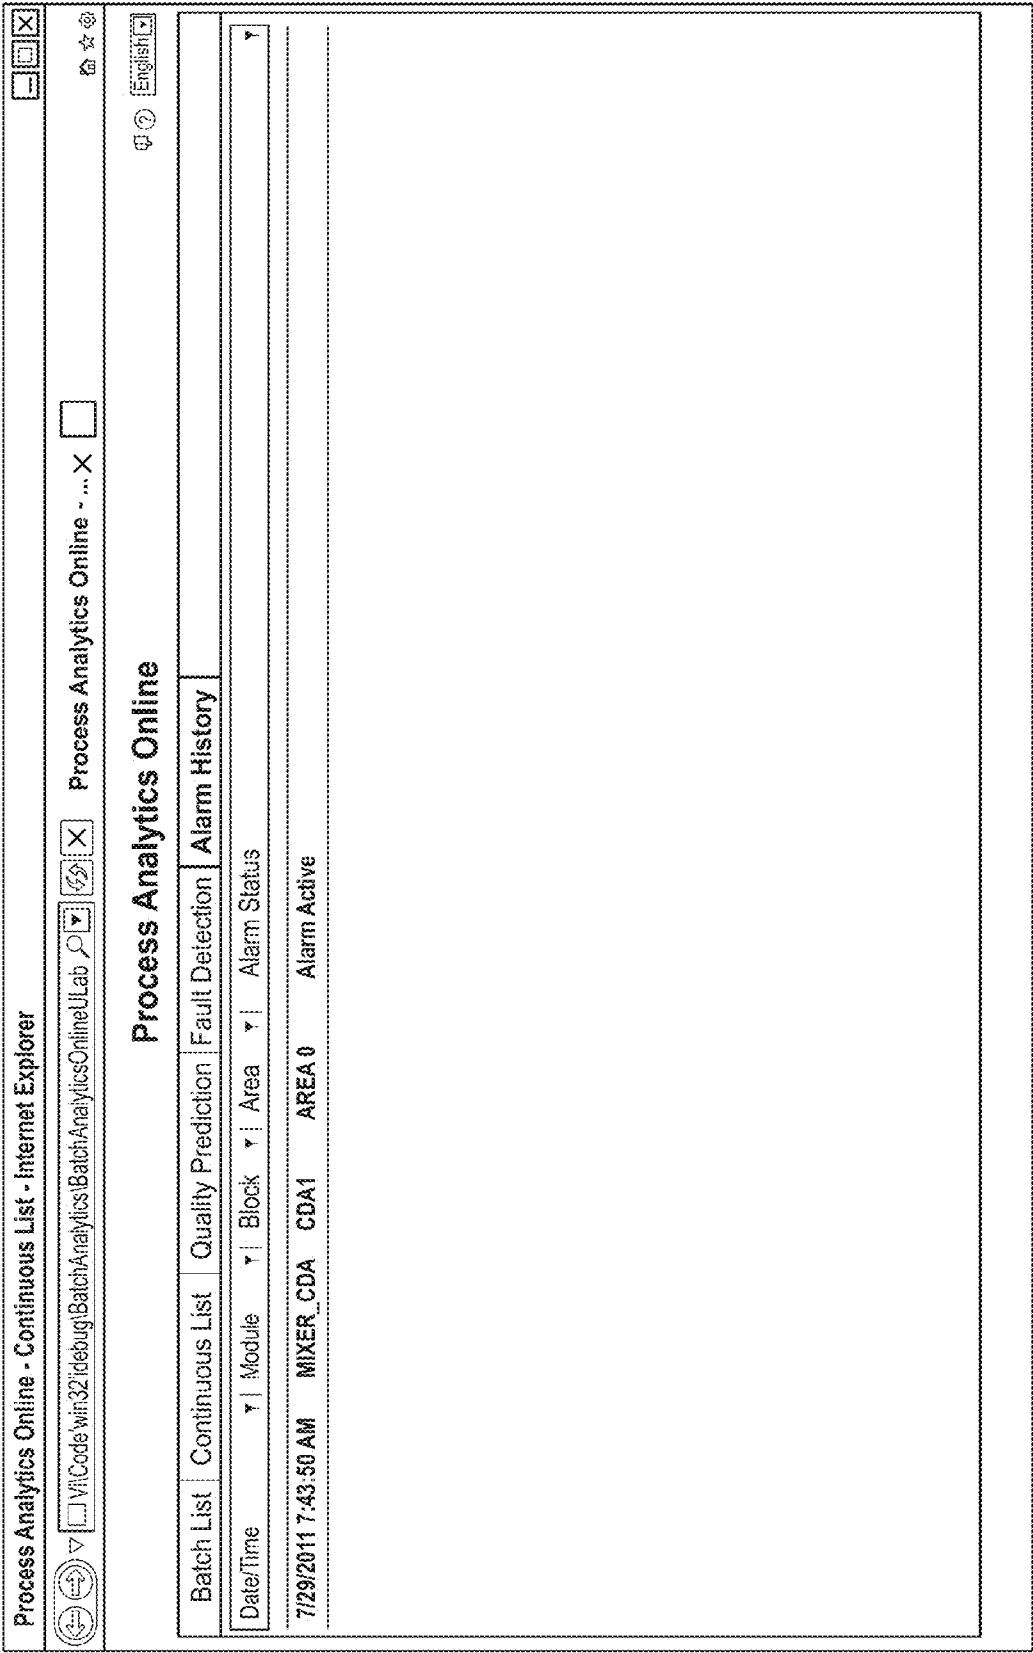 Process Analytics Online - Continuous List - Internet Explorer
V:\Code\win32\debug\BatchAnalytics\BatchAnalyticsOnlineULab Process Analytics Online - ... X
English
Process Analytics Online
Batch List Continuous List Quality Prediction Fault Detection Alarm History
Date/Time Module Block Area Alarm Status
7/29/2011 7:43:50 AM MIXER_CDA CDA1 AREA 0 Alarm Active